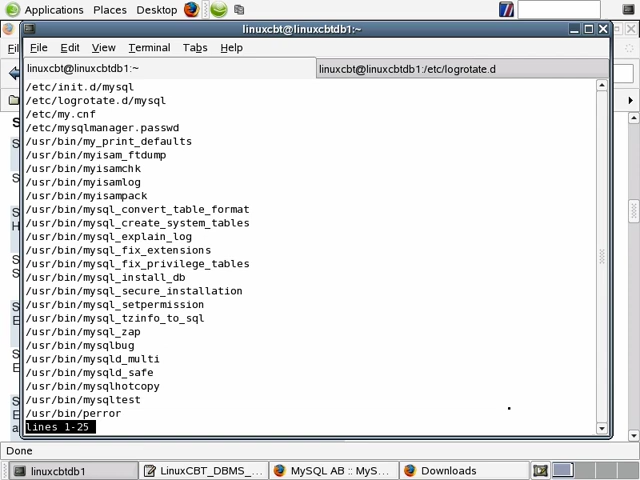 Applications Places Desktop
linuxcbt@linuxcbtdb1:~
File Edit View Terminal Tabs Help
linuxcbt@linuxcbtdb1:~ linuxcbt@linuxcbtdb1:/etc/logrotate.d
/etc/init.d/mysql
/etc/logrotate.d/mysql
/etc/my.cnf
/etc/mysqlmanager.passwd
/usr/bin/my_print_defaults
/usr/bin/myisam_ftdump
/usr/bin/myisamchk
/usr/bin/myisamlog
/usr/bin/myisampack
/usr/bin/mysql_convert_table_format
/usr/bin/mysql_create_system_tables
/usr/bin/mysql_explain_log
/usr/bin/mysql_fix_extensions
/usr/bin/mysql_fix_privilege_tables
/usr/bin/mysql_install_db
/usr/bin/mysql_secure_installation
/usr/bin/mysql_setpermission
/usr/bin/mysql_tzinfo_to_sql
/usr/bin/mysql_zap
/usr/bin/mysqlbug
/usr/bin/mysqld_multi
/usr/bin/mysqld_safe
/usr/bin/mysqlhotcopy
/usr/bin/mysqltest
/usr/bin/perror
lines 1-25
Done
linuxcbtdb1 LinuxCBT_DBMS_... MySQL AB :: MyS... Downloads